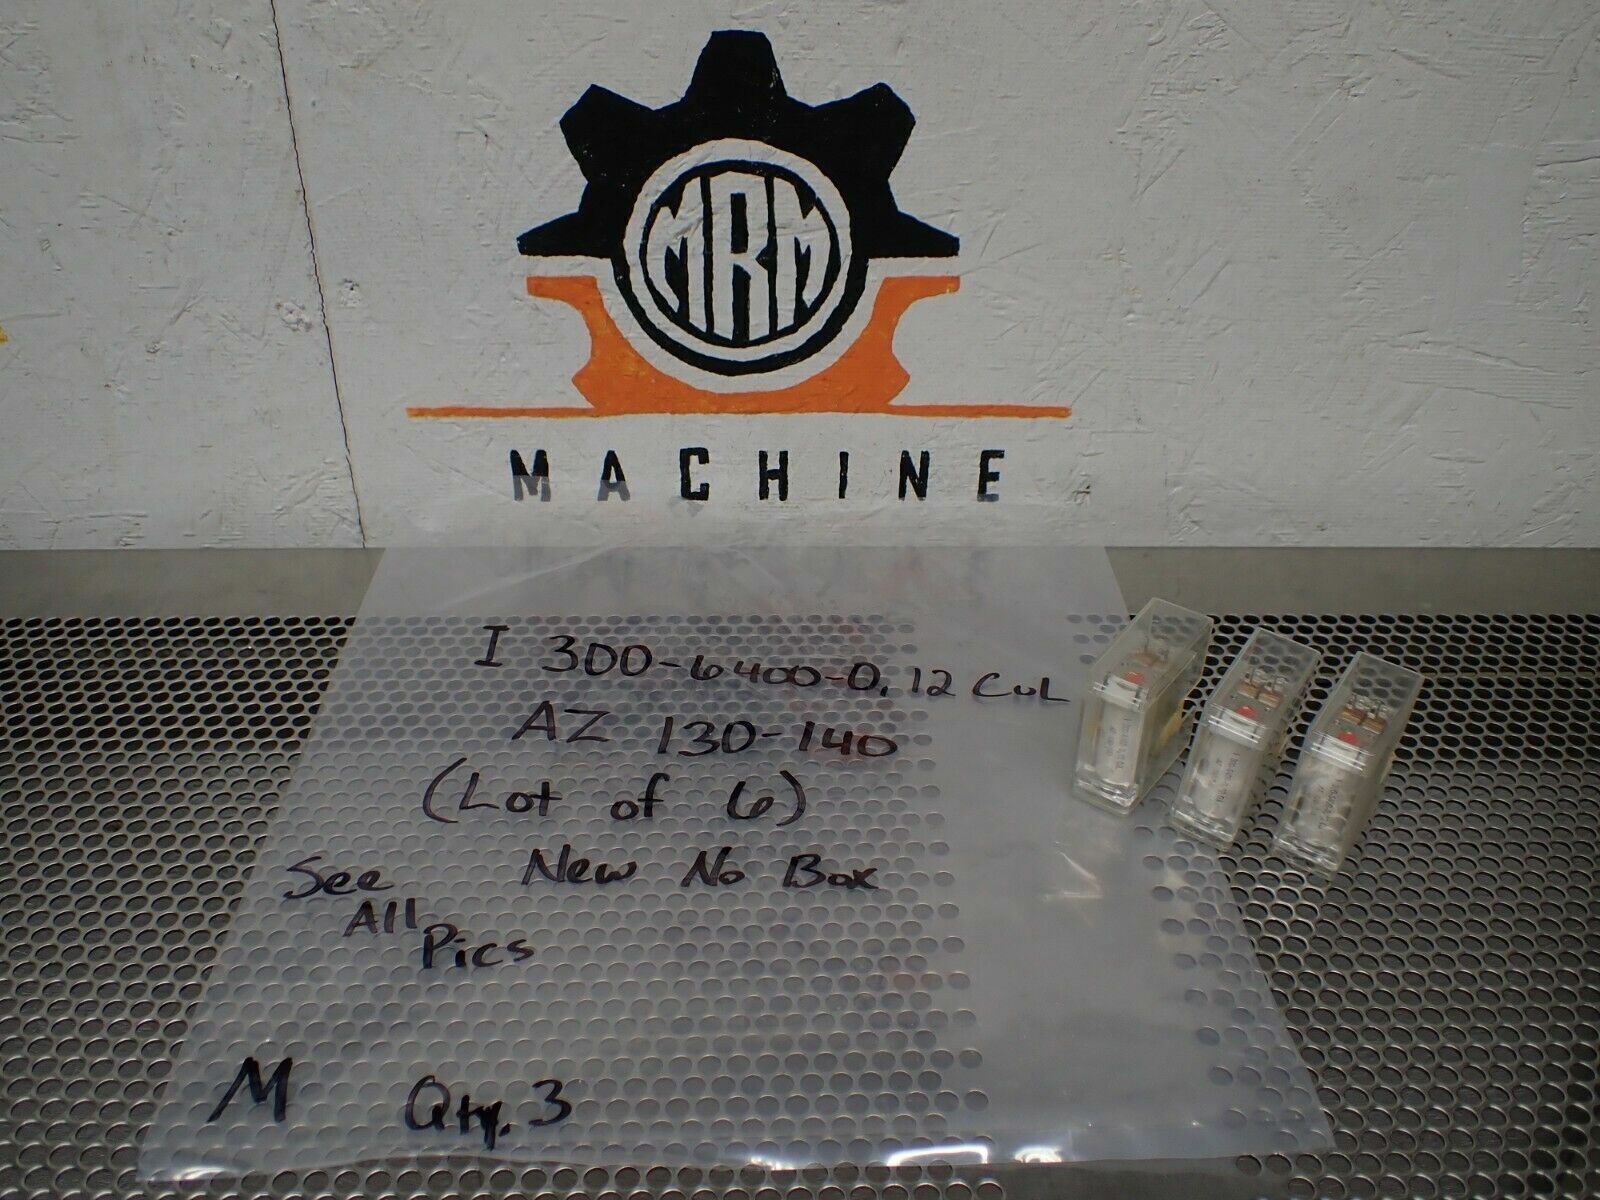 MRM
MACHINE
I 300-6400-0,12 CuL
AZ 130-140
(Lot of 6)
New No Box
See
All
Pics
M Qty. 3